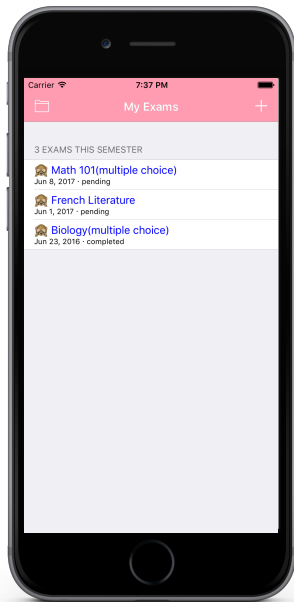 Carrier 7:37 PM
My Exams
3 EXAMS THIS SEMESTER
🙈 Math 101(multiple choice)
Jun 8, 2017 · pending
🙈 French Literature
Jun 1, 2017 · pending
🙈 Biology(multiple choice)
Jun 23, 2016 · completed